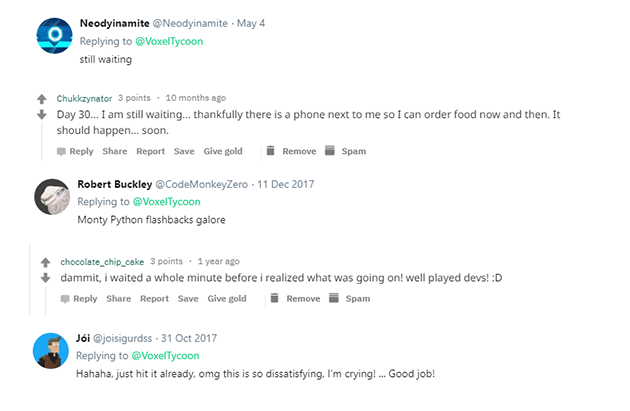 Neodyinamite @Neodyinamite · May 4
Replying to @VoxelTycoon
still waiting
Chukkzynator 3 points · 10 months ago
Day 30... I am still waiting... thankfully there is a phone next to me so I can order food now and then. It
should happen... soon.
Reply Share Report Save Give gold Remove Spam
Robert Buckley @CodeMonkeyZero · 11 Dec 2017
Replying to @VoxelTycoon
Monty Python flashbacks galore
chocolate_chip_cake 3 points · 1 year ago
dammit, i waited a whole minute before i realized what was going on! well played devs! :D
Reply Share Report Save Give gold Remove Spam
Jói @joisigurdss · 31 Oct 2017
Replying to @VoxelTycoon
Hahaha, just hit it already, omg this is so dissatisfying, I'm crying! ... Good job!